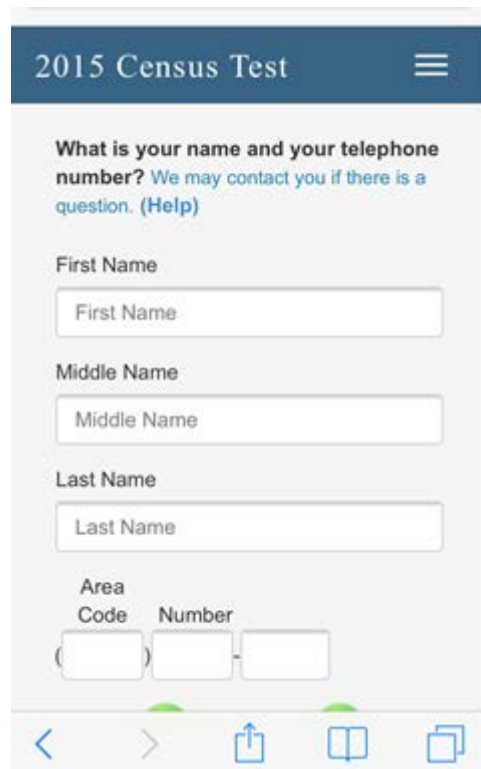 2015 Census Test
What is your name and your telephone
number? We may contact you if there is a
question. (Help)
First Name
First Name
Middle Name
Middle Name
Last Name
Last Name
Area
Code Number
( ) -